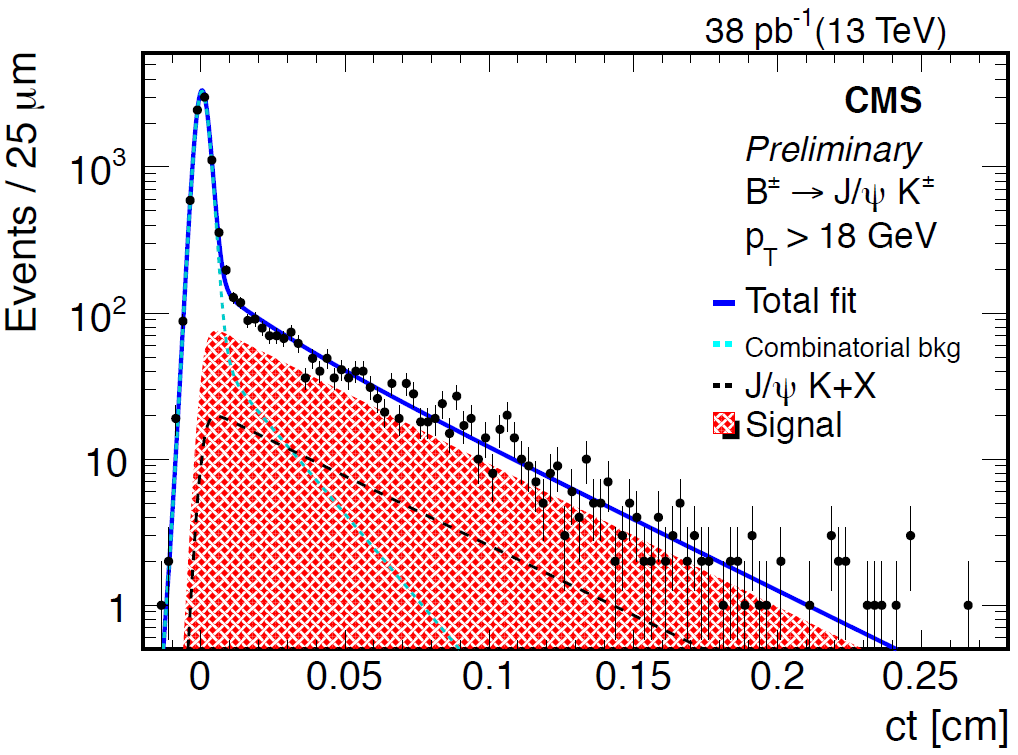 38 pb⁻¹(13 TeV)
CMS
Preliminary
B± → J/ψ K±
p_T > 18 GeV
Total fit
Combinatorial bkg
J/ψ K+X
Signal
Events / 25 μm
10³
10²
10
1
0 0.05 0.1 0.15 0.2 0.25
ct [cm]